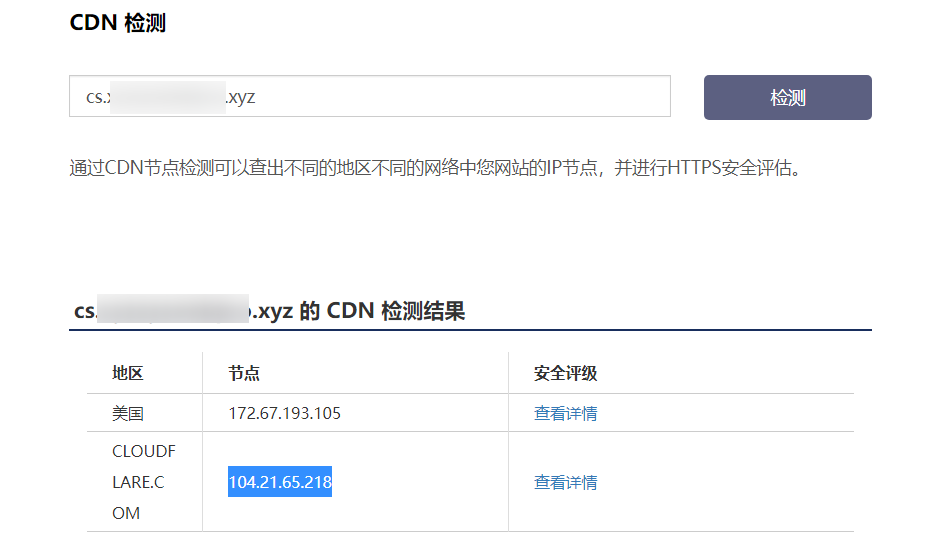 CDN 检测
cs. .xyz
检测
通过CDN节点检测可以查出不同的地区不同的网络中您网站的IP节点，并进行HTTPS安全评估。
cs. .xyz 的 CDN 检测结果
地区 节点 安全评级
美国 172.67.193.105 查看详情
CLOUDF
LARE.C 104.21.65.218 查看详情
OM